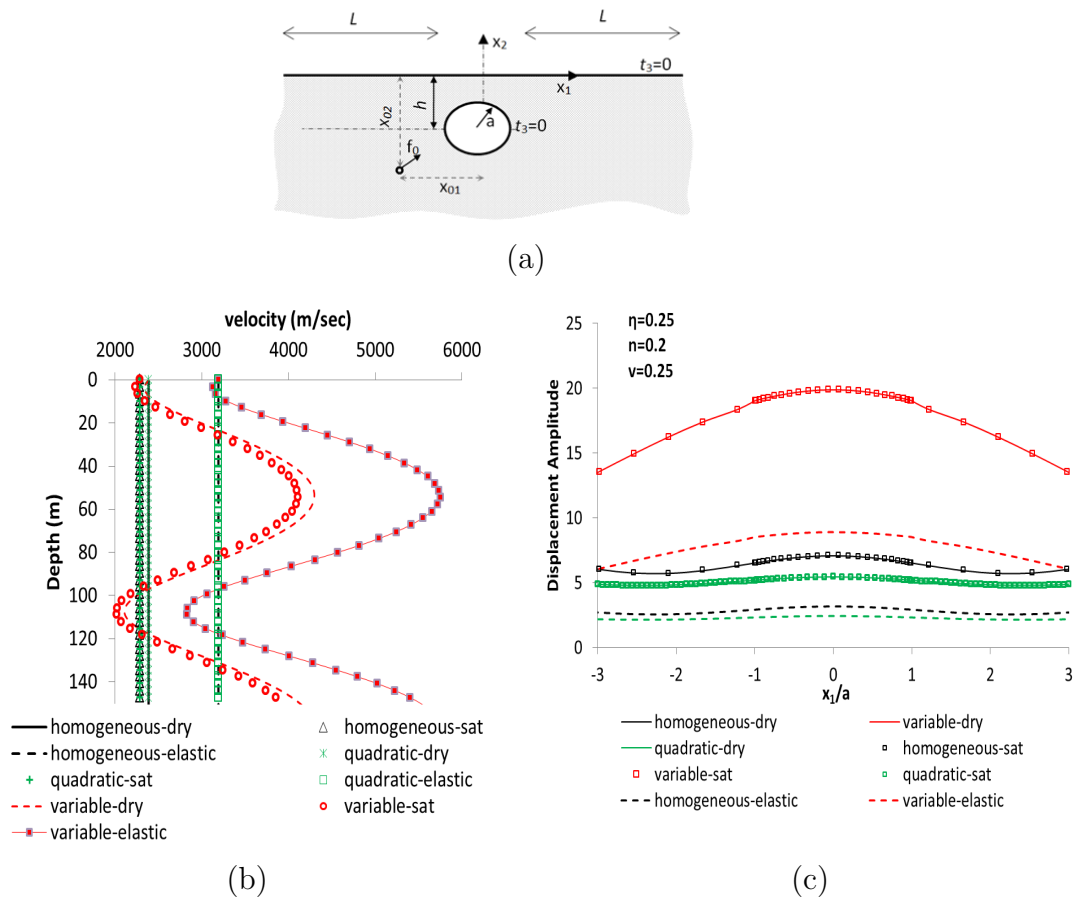 L
L
x2
t3=0
x1
x02
h
a
t3=0
f0
x01
(a)
velocity (m/sec)
2000 3000 4000 5000 6000
0
20
40
60
80
100
120
140
Depth (m)
homogeneous-dry
homogeneous-sat
homogeneous-elastic
quadratic-dry
quadratic-sat
quadratic-elastic
variable-dry
variable-sat
variable-elastic
(b)
25
20
15
10
5
0
Displacement Amplitude
η=0.25
n=0.2
v=0.25
-3 -2 -1 0 1 2 3
x1/a
homogeneous-dry
variable-dry
quadratic-dry
homogeneous-sat
variable-sat
quadratic-sat
homogeneous-elastic
variable-elastic
(c)